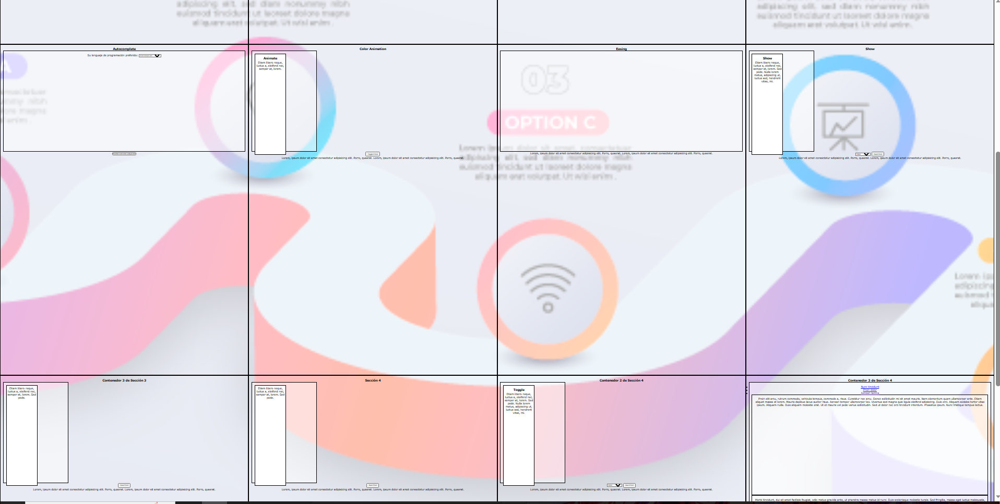 adipiscing elit, sed diam nonummy nibh
euismod tincidunt ut laoreet dolore magna
aliquam erat volutpat. Ut wisi enim.
adipiscing elit, sed diam nonummy nibh
euismod tincidunt ut laoreet dolore magna
aliquam erat volutpat. Ut wisi enim.
Autocomplete
Su lenguaje de programación preferido:
A
nummy nibh
dolore magna
Color Animation
Animate
Etiam libero neque,
luctus a, eleifend nec,
semper at, lorem.
Toggle Effect
Lorem, ipsum dolor sit amet consectetur adipisicing elit. Porro, quaerat. Lorem, ipsum dolor sit amet consectetur adipisicing elit. Porro, quaerat.
Easing
03
OPTION C
Lorem ipsum dolor sit amet, consectetuer
adipiscing elit, sed diam nonummy nibh
euismod tincidunt ut laoreet dolore magna
aliquam erat volutpat. Ut wisi enim.
Lorem, ipsum dolor sit amet consectetur adipisicing elit. Porro, quaerat. Lorem, ipsum dolor sit amet consectetur adipisicing elit. Porro, quaerat.
Show
Show
Etiam libero neque,
luctus a, eleifend nec,
semper at, lorem. Sed
pede. Nulla lorem
metus, adipiscing ut,
luctus sed, hendrerit
vitae, mi.
Lorem, ipsum dolor sit amet consectetur adipisicing elit. Porro, quaerat. Lorem, ipsum dolor sit amet consectetur adipisicing elit. Porro, quaerat.
Lorem ips
adipiscing
euismod t
aliqua
Contenedor 3 de Sección 3
Etiam libero neque,
luctus a, eleifend nec,
semper at, lorem. Sed
pede.
Lorem, ipsum dolor sit amet consectetur adipisicing elit. Porro, quaerat. Lorem, ipsum dolor sit amet consectetur adipisicing elit. Porro, quaerat.
Sección 4
Etiam libero neque,
luctus a, eleifend nec,
semper at, lorem. Sed
pede.
Lorem, ipsum dolor sit amet consectetur adipisicing elit. Porro, quaerat. Lorem, ipsum dolor sit amet consectetur adipisicing elit. Porro, quaerat.
Contenedor 2 de Sección 4
Toggle
Etiam libero neque,
luctus a, eleifend nec,
semper at, lorem. Sed
pede. Nulla lorem
metus, adipiscing ut,
luctus sed, hendrerit
vitae, mi.
Lorem, ipsum dolor sit amet consectetur adipisicing elit. Porro, quaerat. Lorem, ipsum dolor sit amet consectetur adipisicing elit. Porro, quaerat.
Contenedor 3 de Sección 4
Nunc tincidunt
Proin dolor
Aenean lacinia
Proin elit arcu, rutrum commodo, vehicula tempus, commodo a, risus. Curabitur nec arcu. Donec sollicitudin mi sit amet mauris. Nam elementum quam ullamcorper ante. Etiam
aliquet massa et lorem. Mauris dapibus lacus auctor risus. Aenean tempor ullamcorper leo. Vivamus sed magna quis ligula eleifend adipiscing. Duis orci. Aliquam sodales tortor vitae
ipsum. Aliquam nulla. Duis aliquam molestie erat. Ut et mauris vel pede varius sollicitudin. Sed ut dolor nec orci tincidunt interdum. Phasellus ipsum. Nunc tristique tempus lectus.
Morbi tincidunt, dui sit amet facilisis feugiat, odio metus gravida ante, ut pharetra massa metus id nunc. Duis scelerisque molestie turpis. Sed fringilla, massa eget luctus malesuada,